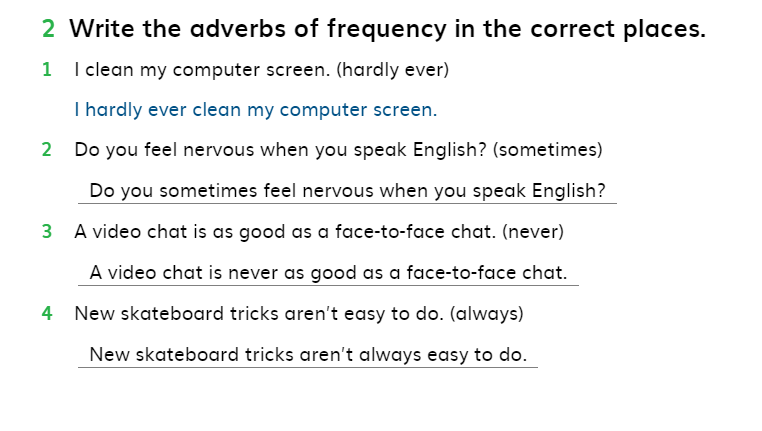 2 Write the adverbs of frequency in the correct places.
1 I clean my computer screen. (hardly ever)
I hardly ever clean my computer screen.
2 Do you feel nervous when you speak English? (sometimes)
Do you sometimes feel nervous when you speak English?
3 A video chat is as good as a face-to-face chat. (never)
A video chat is never as good as a face-to-face chat.
4 New skateboard tricks aren't easy to do. (always)
New skateboard tricks aren't always easy to do.